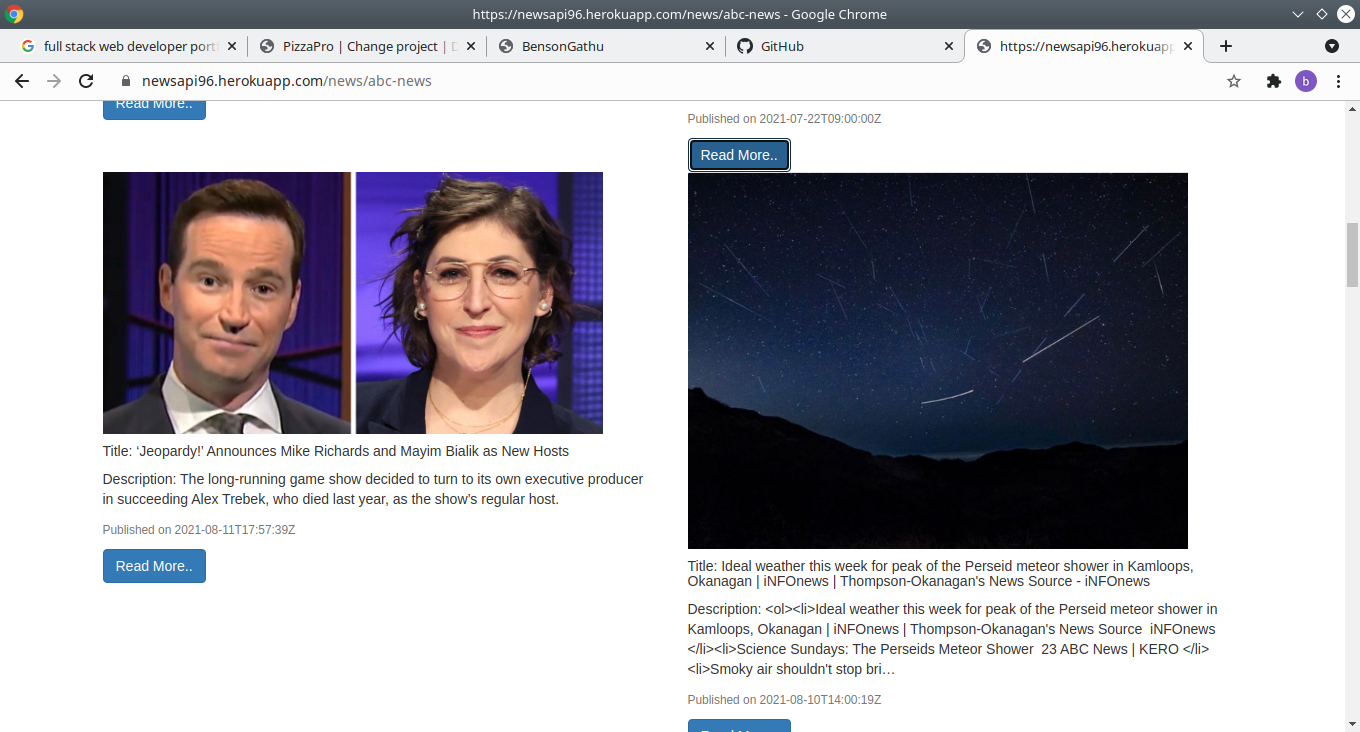 https://newsapi96.herokuapp.com/news/abc-news - Google Chrome
full stack web developer port
PizzaPro | Change project | D
BensonGathu
GitHub
https://newsapi96.herokuapp
newsapi96.herokuapp.com/news/abc-news
b
Read More..
Title: ‘Jeopardy!’ Announces Mike Richards and Mayim Bialik as New Hosts
Description: The long-running game show decided to turn to its own executive producer
in succeeding Alex Trebek, who died last year, as the show’s regular host.
Published on 2021-08-11T17:57:39Z
Read More..
Published on 2021-07-22T09:00:00Z
Read More..
Title: Ideal weather this week for peak of the Perseid meteor shower in Kamloops,
Okanagan | iNFOnews | Thompson-Okanagan's News Source - iNFOnews
Description: <ol><li>Ideal weather this week for peak of the Perseid meteor shower in
Kamloops, Okanagan | iNFOnews | Thompson-Okanagan's News Source  iNFOnews
</li><li>Science Sundays: The Perseids Meteor Shower  23 ABC News | KERO </li>
<li>Smoky air shouldn't stop bri…
Published on 2021-08-10T14:00:19Z
Read More..